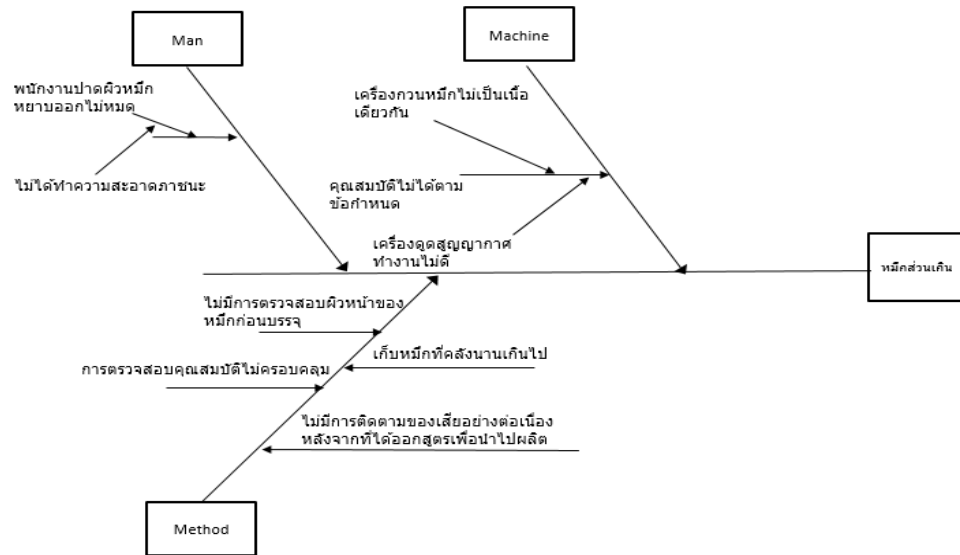 Man
Machine
พนักงานปาดผิวหมึก
หยาบออกไม่หมด
เครื่องกวนหมึกไม่เป็นเนื้อ
เดียวกัน
ไม่ได้ทำความสะอาดภาชนะ
คุณสมบัติไม่ได้ตาม
ข้อกำหนด
เครื่องดูดสูญญากาศ
ทำงานไม่ดี
หมึกส่วนเกิน
ไม่มีการตรวจสอบผิวหน้าของ
หมึกก่อนบรรจุ
เก็บหมึกที่คลังนานเกินไป
การตรวจสอบคุณสมบัติไม่ครอบคลุม
ไม่มีการติดตามของเสียอย่างต่อเนื่อง
หลังจากที่ได้ออกสูตรเพื่อนำไปผลิต
Method